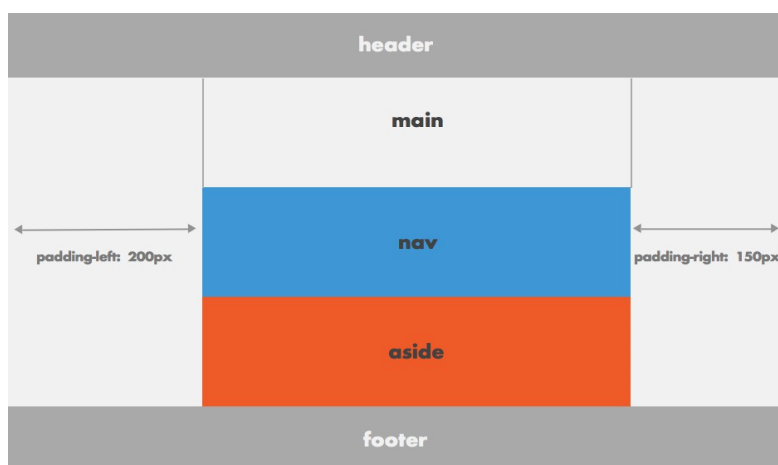 header
main
nav
padding-left: 200px
padding-right: 150px
aside
footer